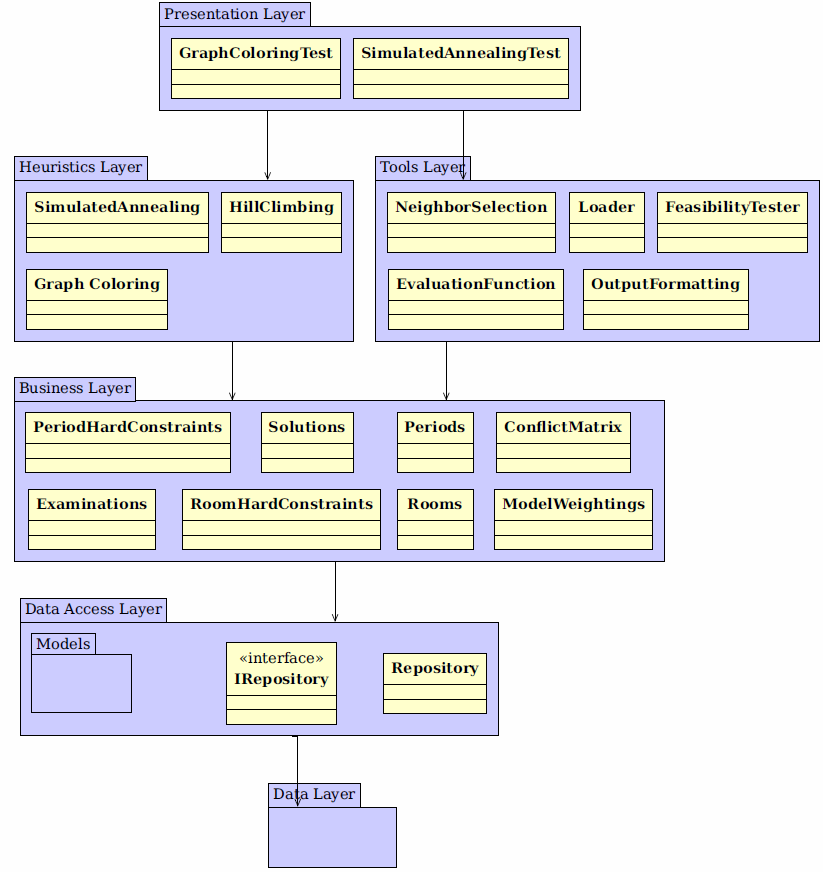 Presentation Layer
GraphColoringTest
SimulatedAnnealingTest
Heuristics Layer
SimulatedAnnealing
HillClimbing
Graph Coloring
Tools Layer
NeighborSelection
Loader
FeasibilityTester
EvaluationFunction
OutputFormatting
Business Layer
PeriodHardConstraints
Solutions
Periods
ConflictMatrix
Examinations
RoomHardConstraints
Rooms
ModelWeightings
Data Access Layer
Models
«interface»
IRepository
Repository
Data Layer